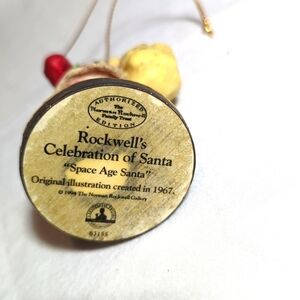 AUTHORIZED
The
Norman Rockwell
Family Trust
EDITION
Rockwell's
Celebration of Santa
"Space Age Santa"
Original illustration created in 1967.
© 1994 The Norman Rockwell Gallery